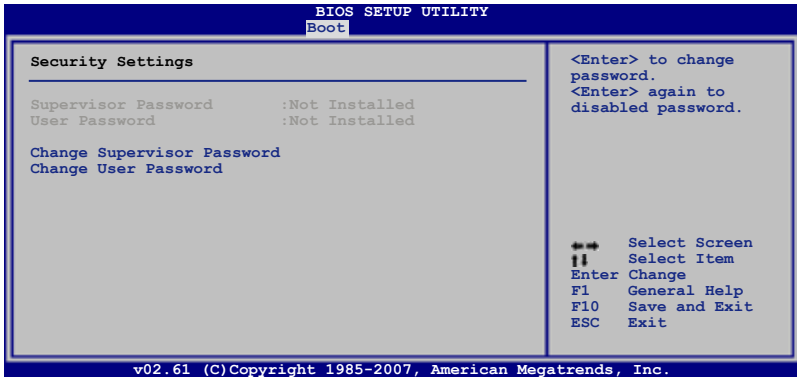 BIOS SETUP UTILITY
Boot
Security Settings
Supervisor Password :Not Installed
User Password :Not Installed
Change Supervisor Password
Change User Password
<Enter> to change
password.
<Enter> again to
disabled password.
←→ Select Screen
↑↓ Select Item
Enter Change
F1 General Help
F10 Save and Exit
ESC Exit
v02.61 (C)Copyright 1985-2007, American Megatrends, Inc.